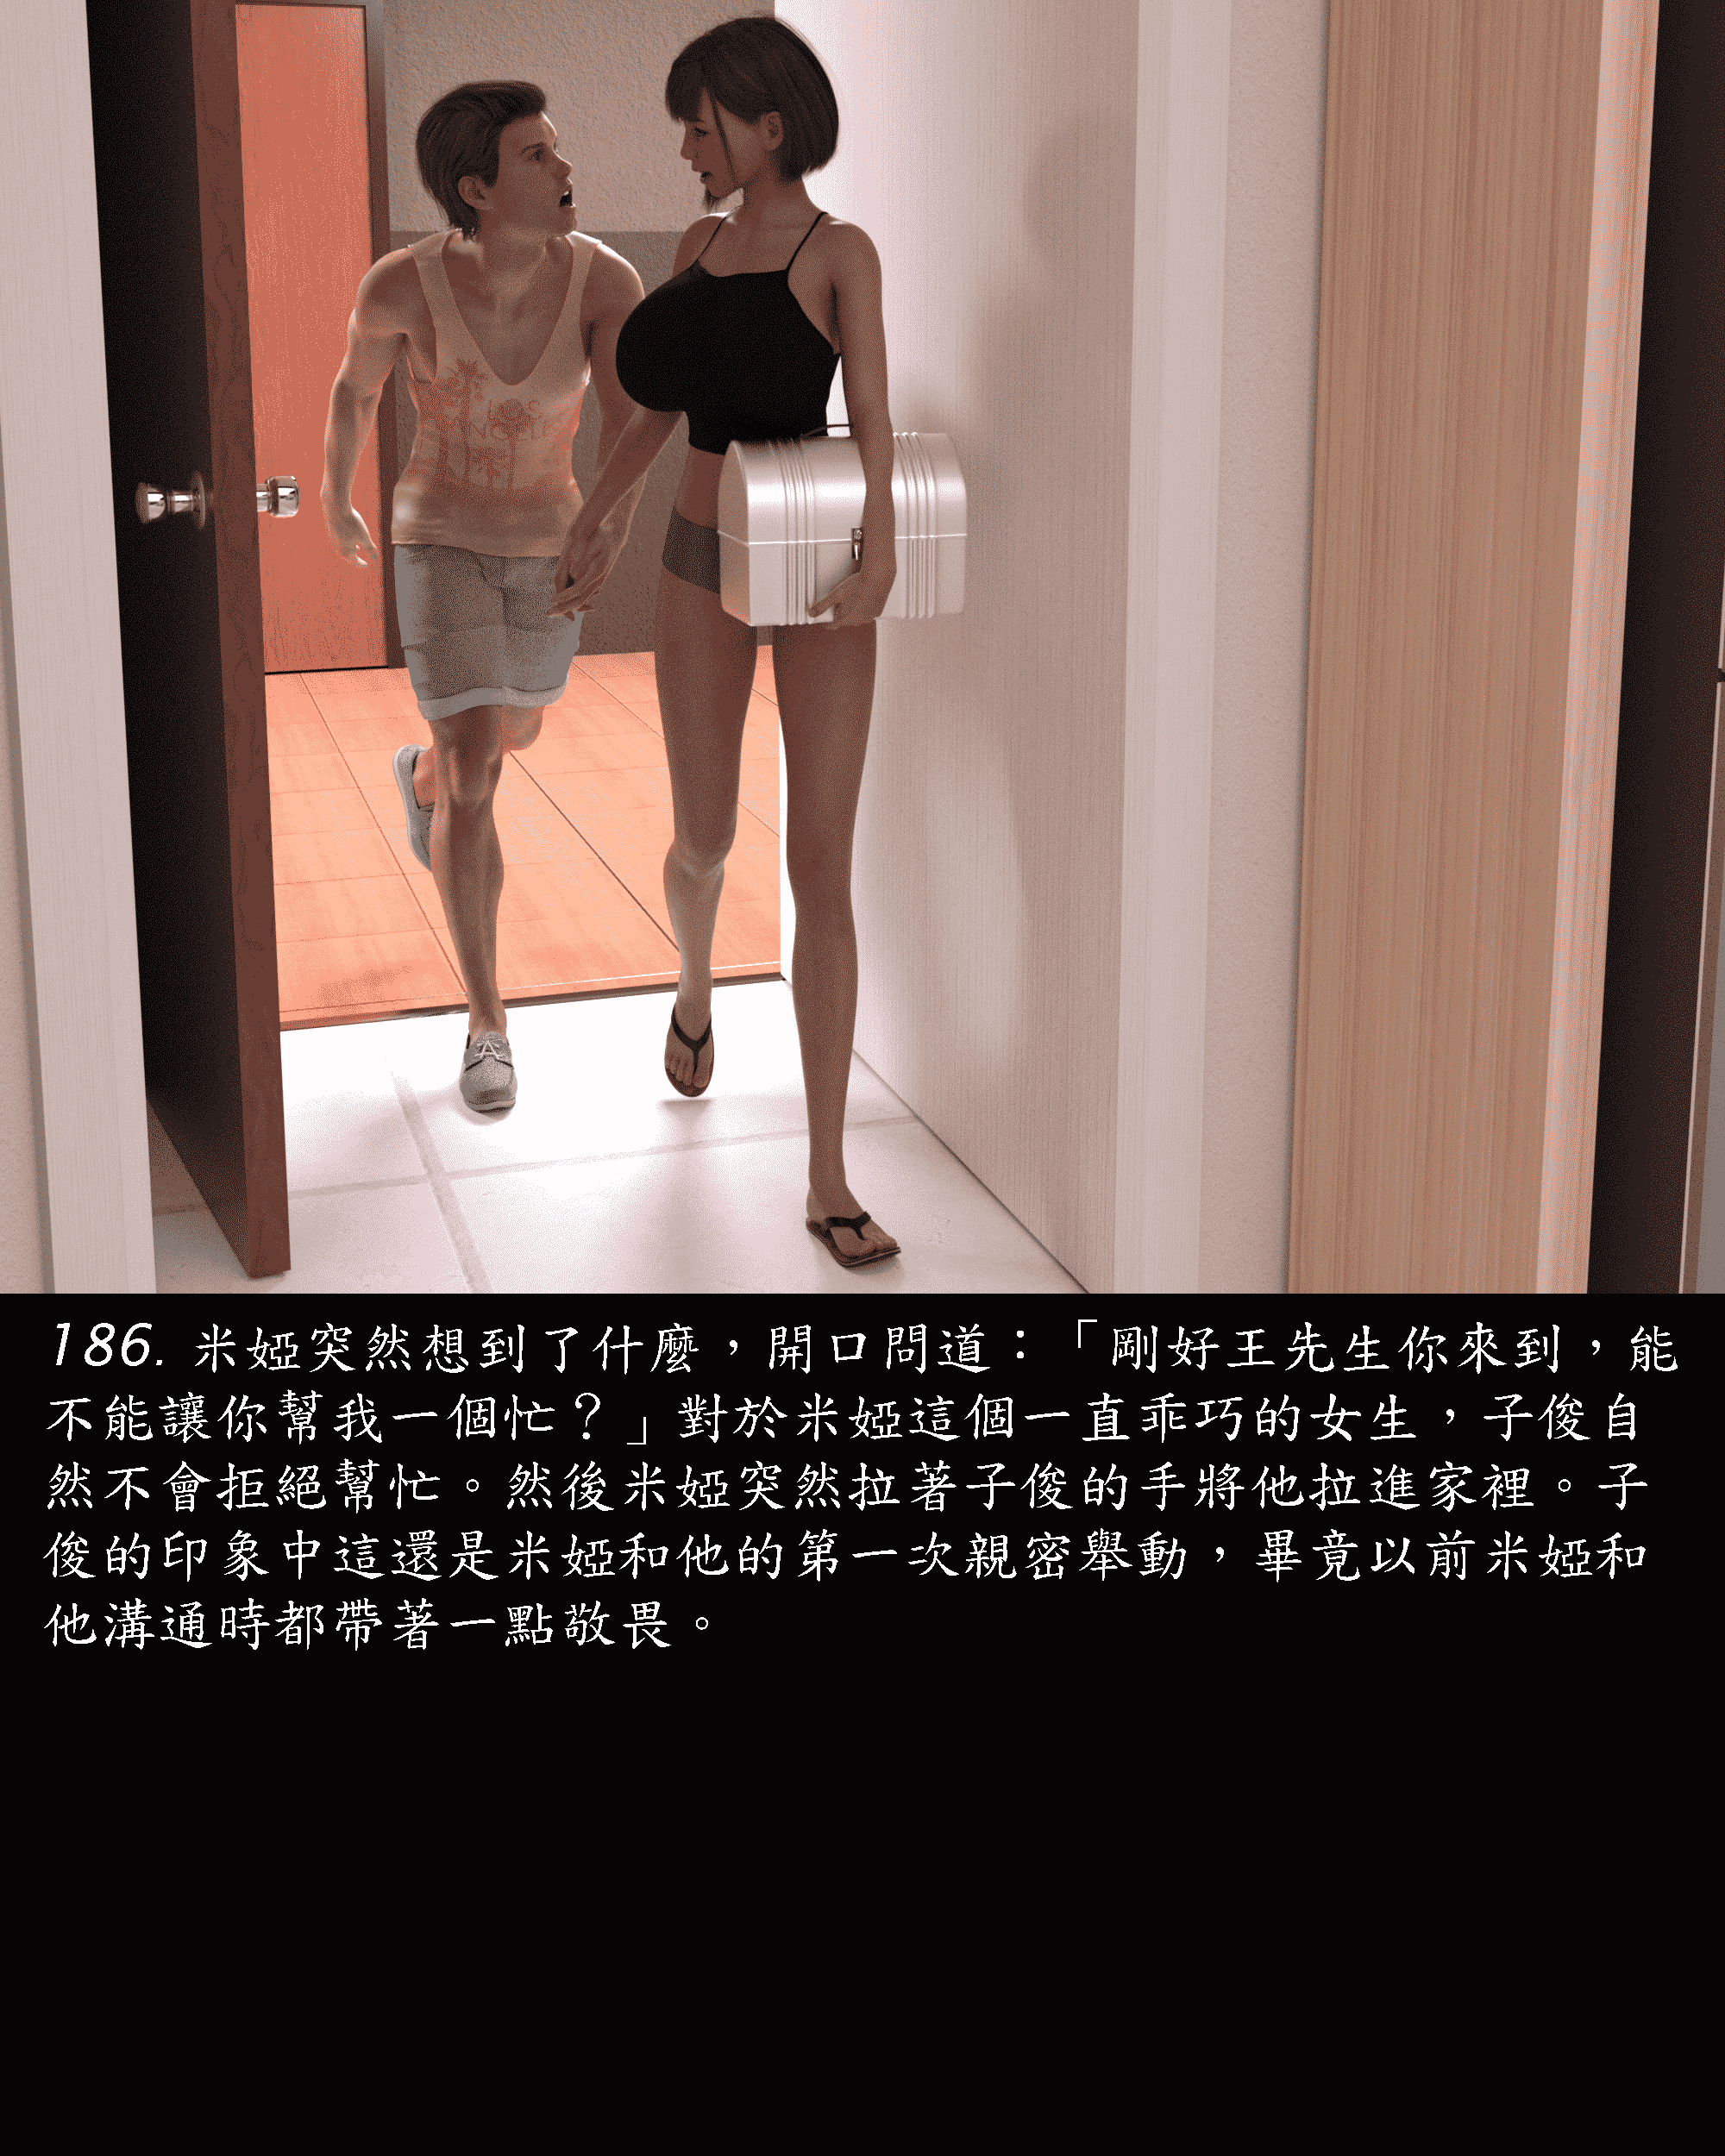 LOS
ANGELES
186. 米婭突然想到了什麼，開口問道：「剛好王先生你來到，能
不能讓你幫我一個忙？」對於米婭這個一直乖巧的女生，子俊自
然不會拒絕幫忙。然後米婭突然拉著子俊的手將他拉進家裡。子
俊的印象中這還是米婭和他的第一次親密舉動，畢竟以前米婭和
他溝通時都帶著一點敬畏。